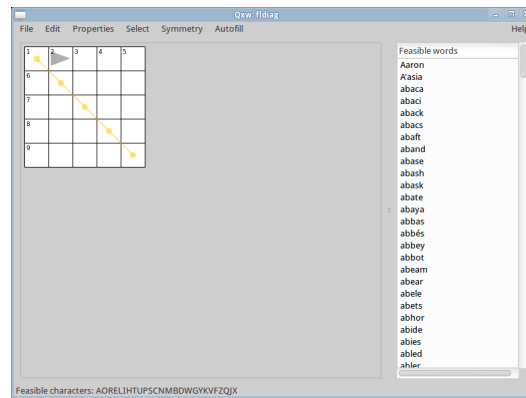 Qxw: fldiag
File Edit Properties Select Symmetry Autofill Help
1 2 3 4 5
6
7
8
9
Feasible words
Aaron
A'asia
abaca
abaci
aback
abacs
abaft
aband
abase
abash
abask
abate
abaya
abbas
abbés
abbey
abbot
abeam
abear
abele
abets
abhor
abide
abies
abled
abler
Feasible characters: AORELIHTUPSCNMBDWGYKVFZQJX